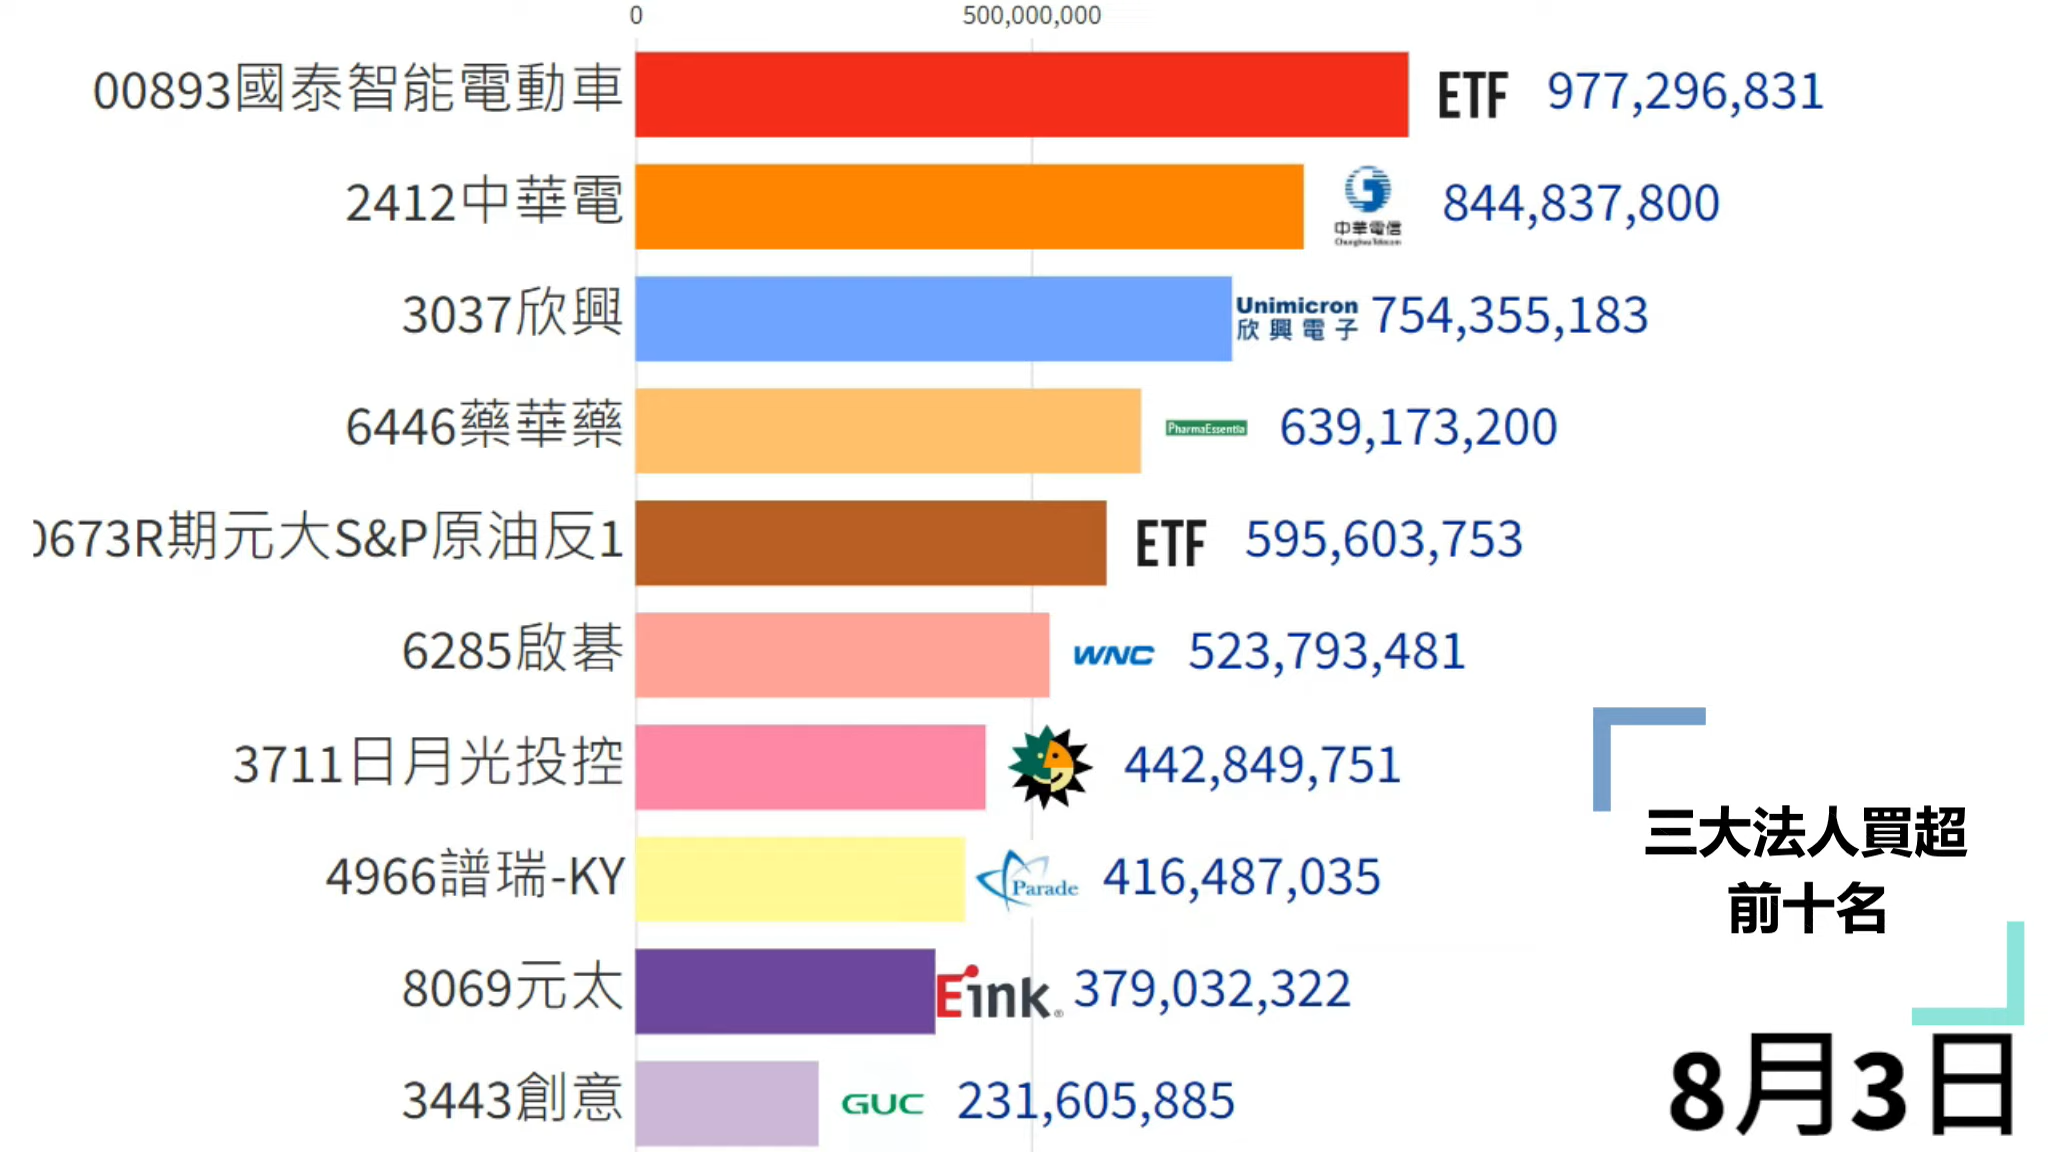 0 500,000,000
00893國泰智能電動車 ETF 977,296,831
2412中華電 中華電信 Chunghwa Telecom 844,837,800
3037欣興 Unimicron 欣興電子 754,355,183
6446藥華藥 PharmaEssentia 639,173,200
0673R期元大S&P原油反1 ETF 595,603,753
6285啟碁 WNC 523,793,481
3711日月光投控 442,849,751
4966譜瑞-KY Parade 416,487,035
8069元太 Eink® 379,032,322
3443創意 GUC 231,605,885
三大法人買超
前十名
8月3日